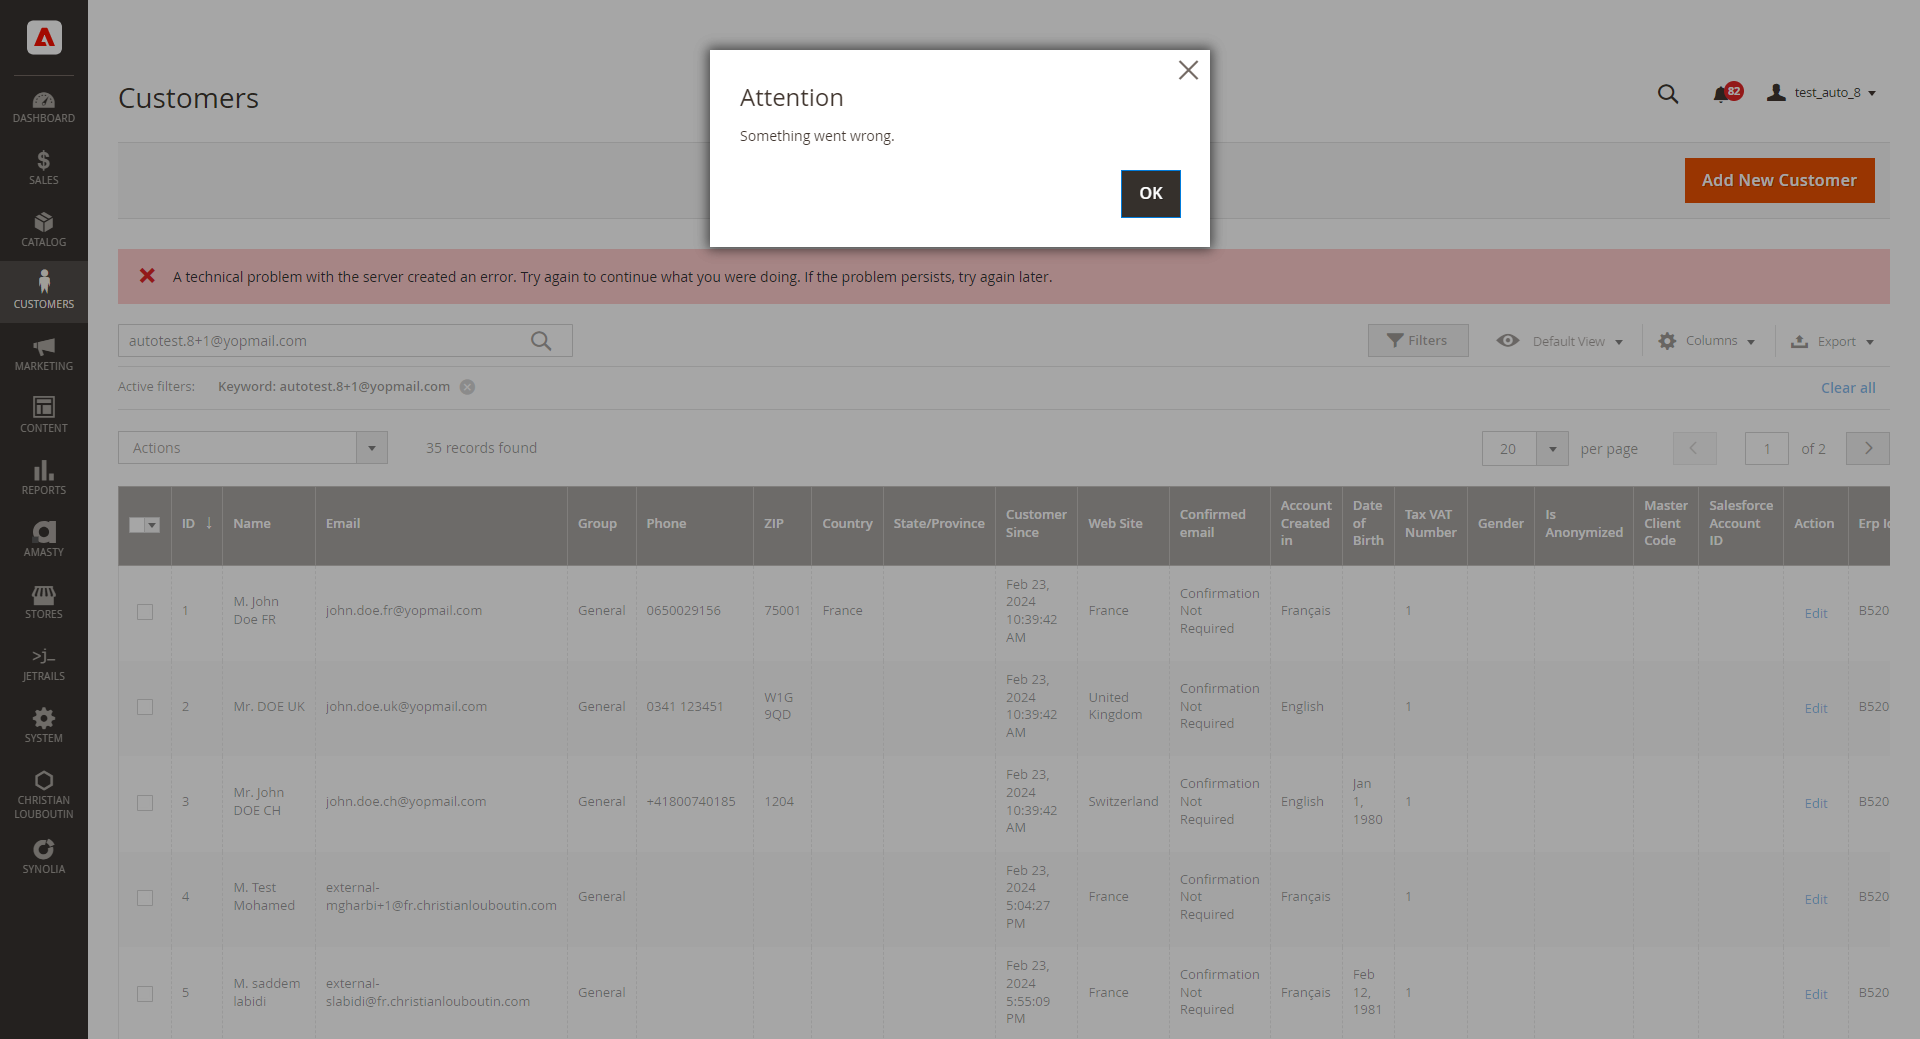 Attention
Something went wrong.
OK
DASHBOARD
SALES
CATALOG
CUSTOMERS
MARKETING
CONTENT
REPORTS
AMASTY
STORES
>j_
JETRAILS
SYSTEM
CHRISTIAN
LOUBOUTIN
SYNOLIA
Customers
82
test_auto_8
Add New Customer
A technical problem with the server created an error. Try again to continue what you were doing. If the problem persists, try again later.
autotest.8+1@yopmail.com
Filters
Default View
Columns
Export
Active filters:
Keyword: autotest.8+1@yopmail.com
Clear all
Actions
35 records found
20
per page
1
of 2
ID
Name
Email
Group
Phone
ZIP
Country
State/Province
Customer
Since
Web Site
Confirmed
email
Account
Created
in
Date
of
Birth
Tax VAT
Number
Gender
Is
Anonymized
Master
Client
Code
Salesforce
Account
ID
Action
Erp
1
M. John
Doe FR
john.doe.fr@yopmail.com
General
0650029156
75001
France
Feb 23,
2024
10:39:42
AM
France
Confirmation
Not
Required
Français
1
Edit
B520
2
Mr. DOE UK
john.doe.uk@yopmail.com
General
0341 123451
W1G
9QD
Feb 23,
2024
10:39:42
AM
United
Kingdom
Confirmation
Not
Required
English
1
Edit
B520
3
Mr. John
DOE CH
john.doe.ch@yopmail.com
General
+41800740185
1204
Feb 23,
2024
10:39:42
AM
Switzerland
Confirmation
Not
Required
English
Jan
1,
1980
1
Edit
B520
4
M. Test
Mohamed
external-
mgharbi+1@fr.christianlouboutin.com
General
Feb 23,
2024
5:04:27
PM
France
Confirmation
Not
Required
Français
1
Edit
B520
5
M. saddem
labidi
external-
slabidi@fr.christianlouboutin.com
General
Feb 23,
2024
5:55:09
PM
France
Confirmation
Not
Required
Français
Feb
12,
1981
1
Edit
B520